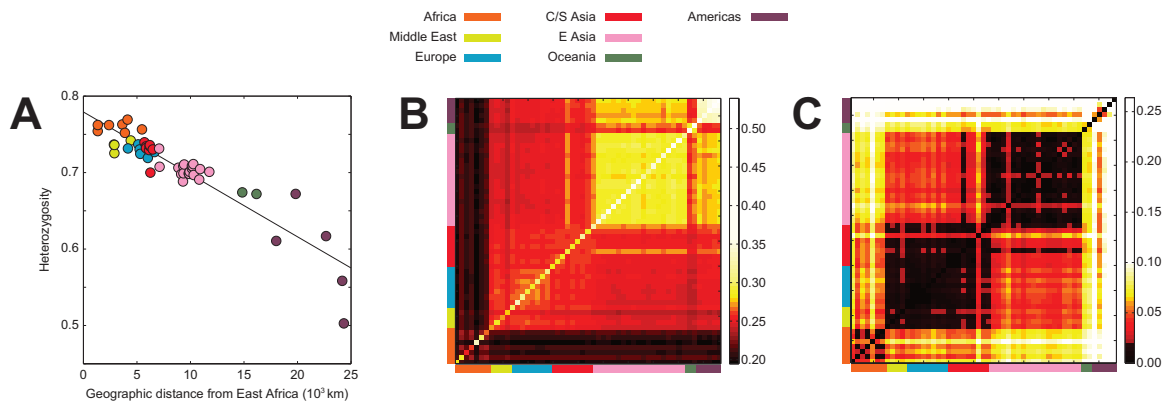 Africa
C/S Asia
Americas
Middle East
E Asia
Europe
Oceania
A
B
C
0.8
0.7
0.6
0.5
Heterozygosity
0 5 10 15 20 25
Geographic distance from East Africa (10³ km)
0.50
0.45
0.40
0.35
0.30
0.25
0.20
0.25
0.20
0.15
0.10
0.05
0.00